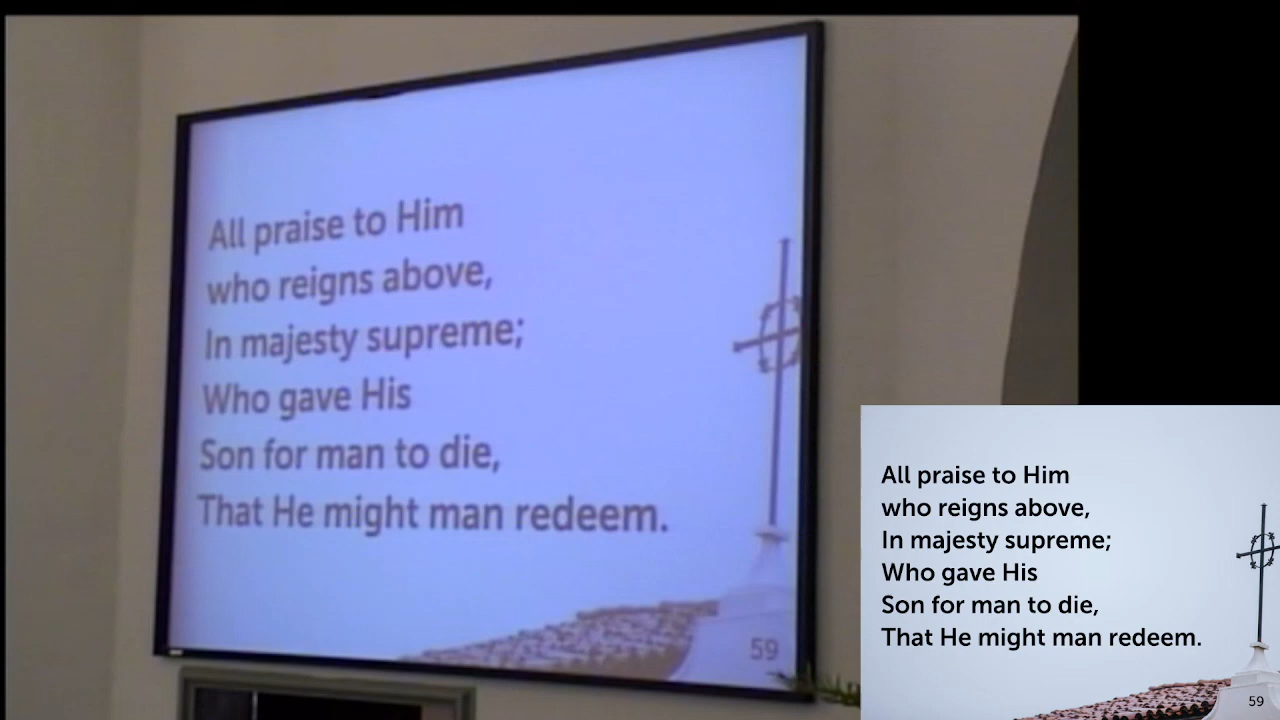 All praise to Him
who reigns above,
In majesty supreme;
Who gave His
Son for man to die,
That He might man redeem.
59
All praise to Him
who reigns above,
In majesty supreme;
Who gave His
Son for man to die,
That He might man redeem.
59